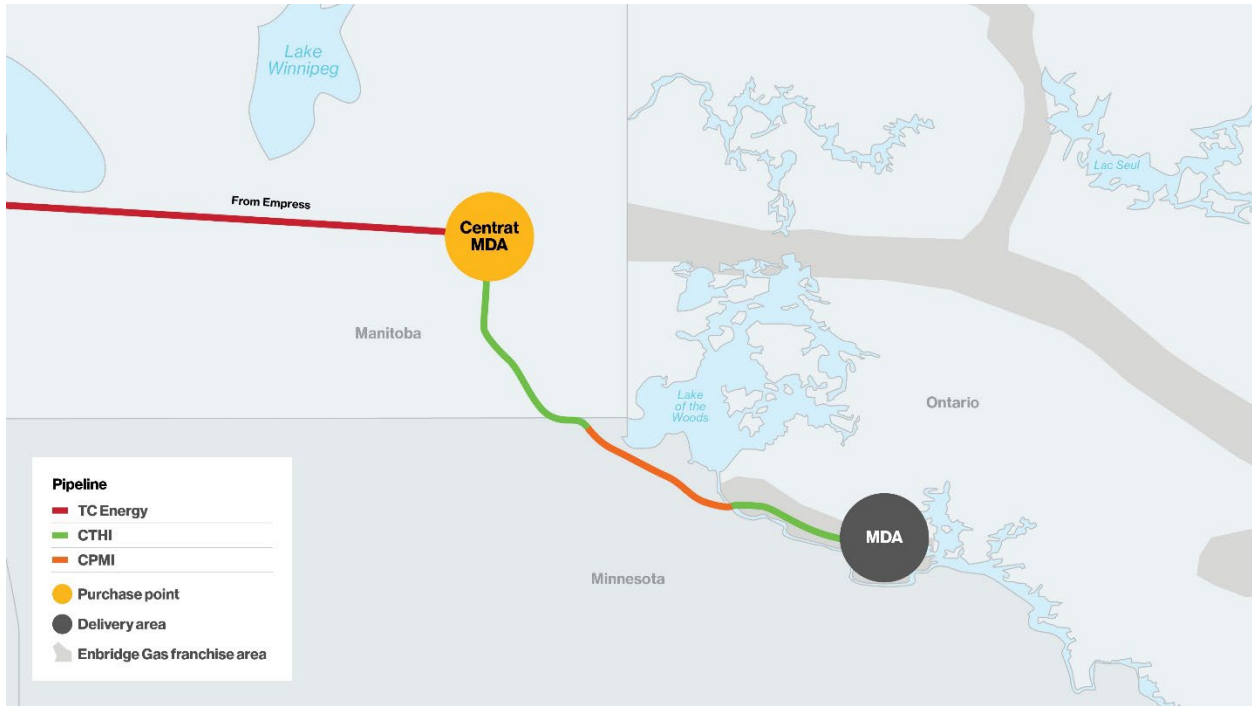 Lake
Winnipeg
Lac Seul
From Empress
Centrat
MDA
Manitoba
Lake
of the
Woods
Ontario
MDA
Minnesota
Pipeline
TC Energy
CTHI
CPMI
Purchase point
Delivery area
Enbridge Gas franchise area